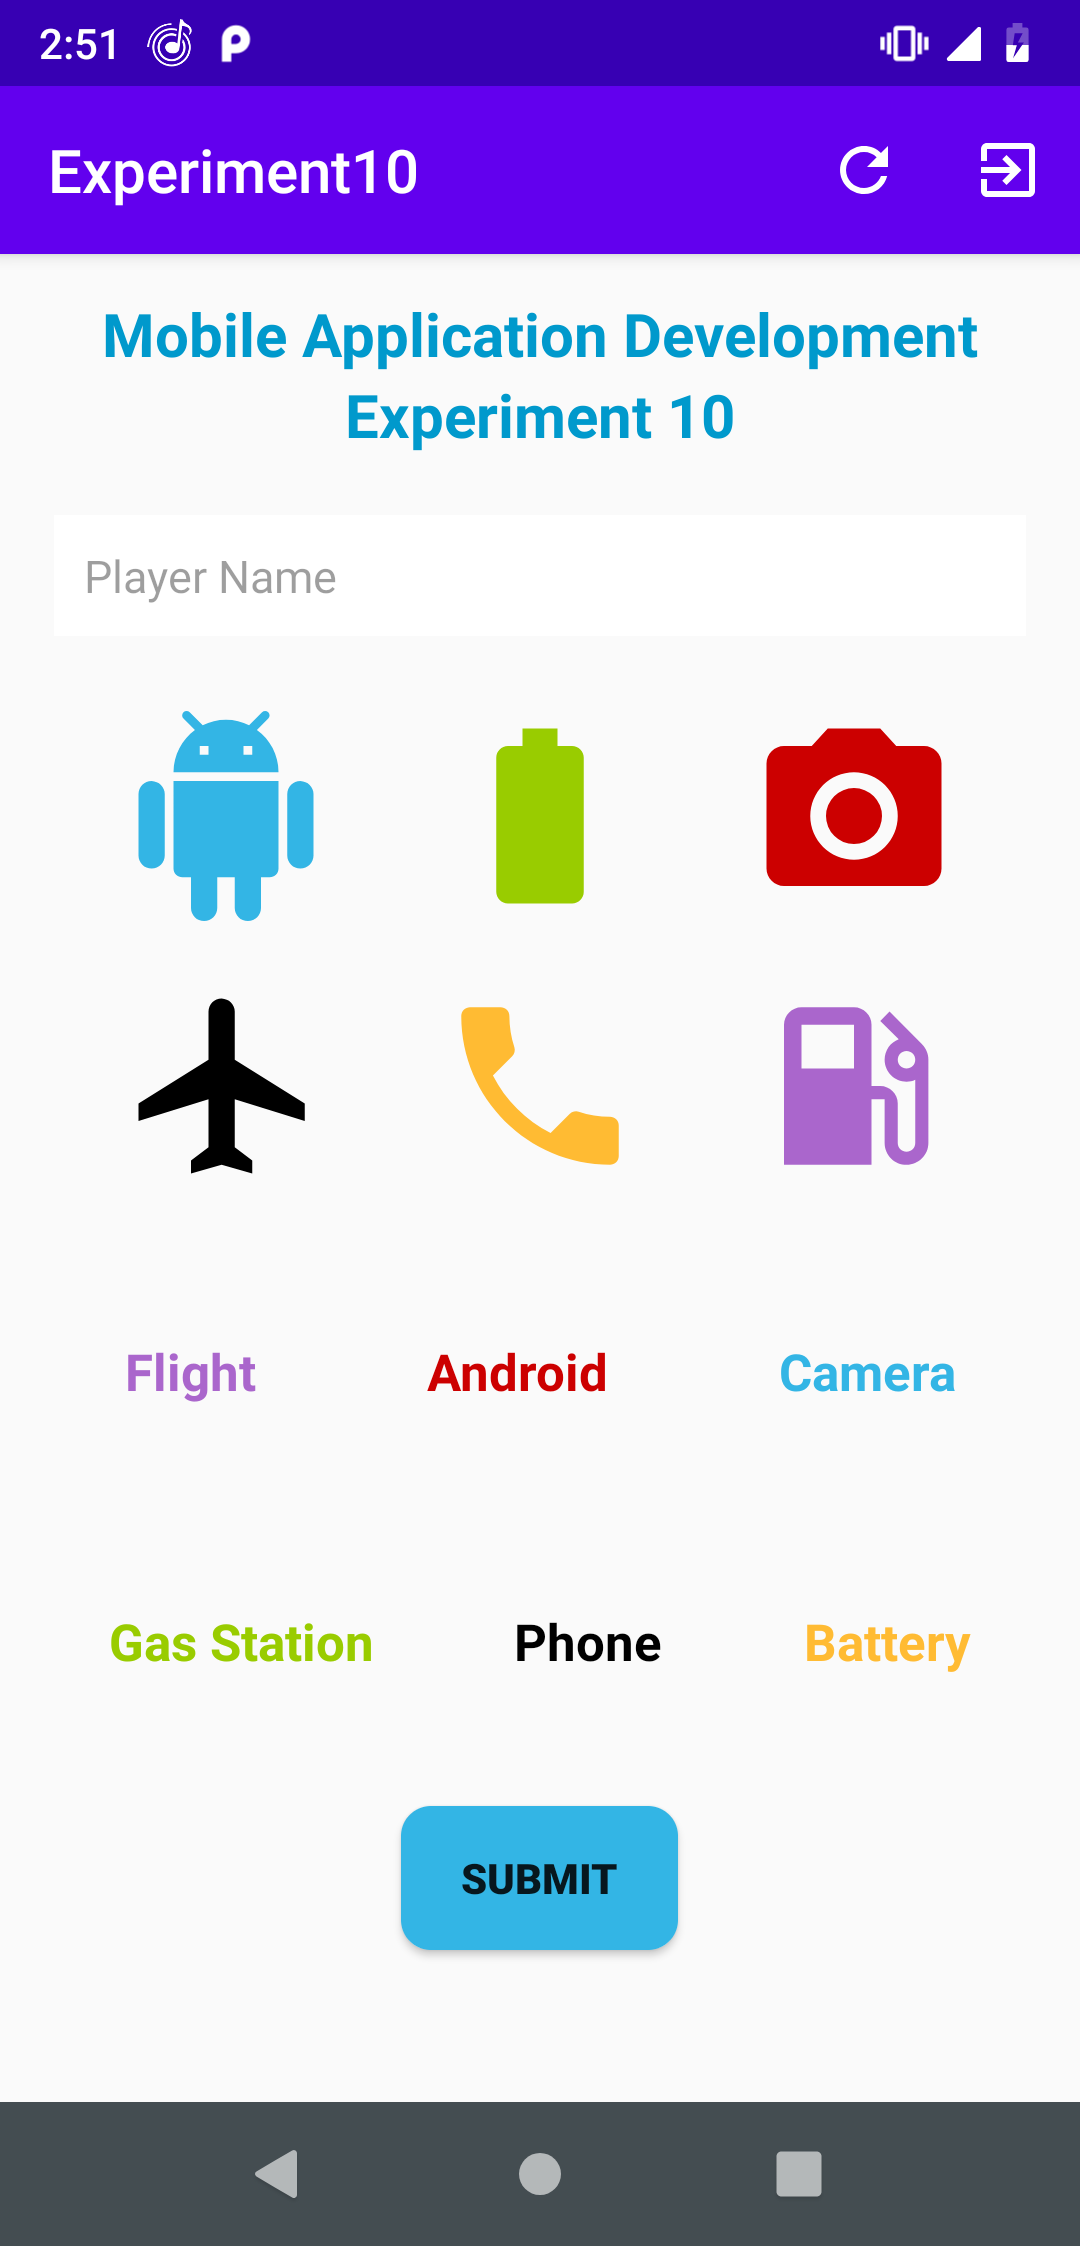 2:51
Experiment10
Mobile Application Development
Experiment 10
Player Name
Flight Android Camera
Gas Station Phone Battery
SUBMIT